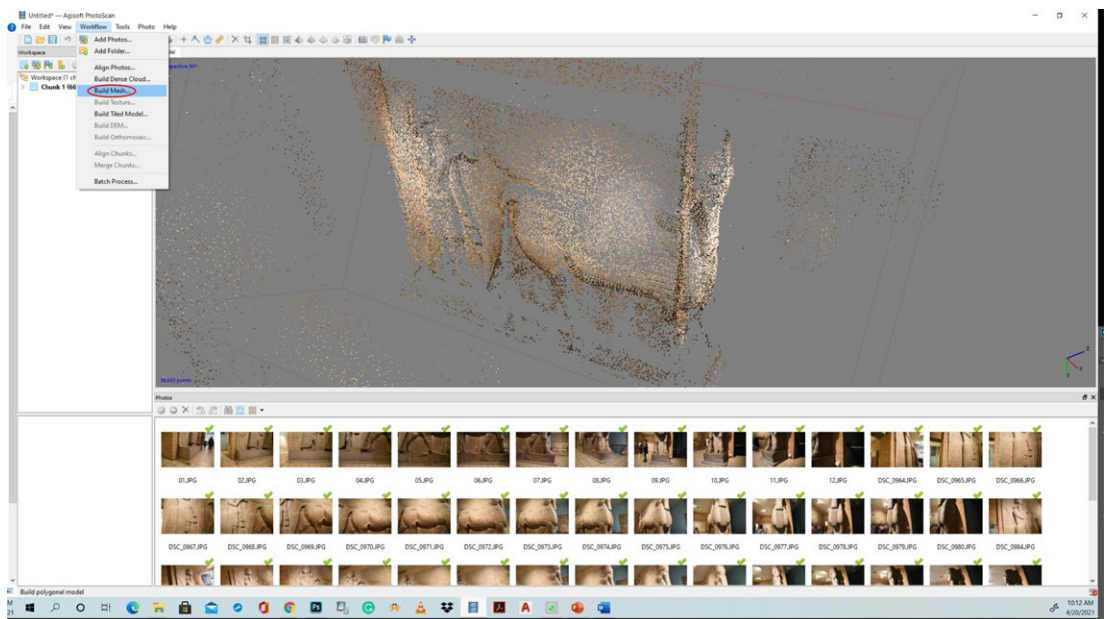 Untitled* — Agisoft PhotoScan
File Edit View Workflow Tools Photo Help
Workspace
Add Photos...
Add Folder...
Align Photos...
Build Dense Cloud...
Build Mesh...
Build Texture...
Build Tiled Model...
Build DEM...
Build Orthomosaic...
Align Chunks...
Merge Chunks...
Batch Process...
Workspace (1 ch
Chunk 1 (66
Z
X
Y
Photos
01.JPG 02.JPG 03.JPG 04.JPG 05.JPG 06.JPG 07.JPG 08.JPG 09.JPG 10.JPG 11.JPG 12.JPG DSC_0964.JPG DSC_0965.JPG DSC_0966.JPG
DSC_0967.JPG DSC_0968.JPG DSC_0969.JPG DSC_0970.JPG DSC_0971.JPG DSC_0972.JPG DSC_0973.JPG DSC_0974.JPG DSC_0975.JPG DSC_0976.JPG DSC_0977.JPG DSC_0978.JPG DSC_0979.JPG DSC_0980.JPG DSC_0984.JPG
Build polygonal model
10:12 AM
4/20/2021